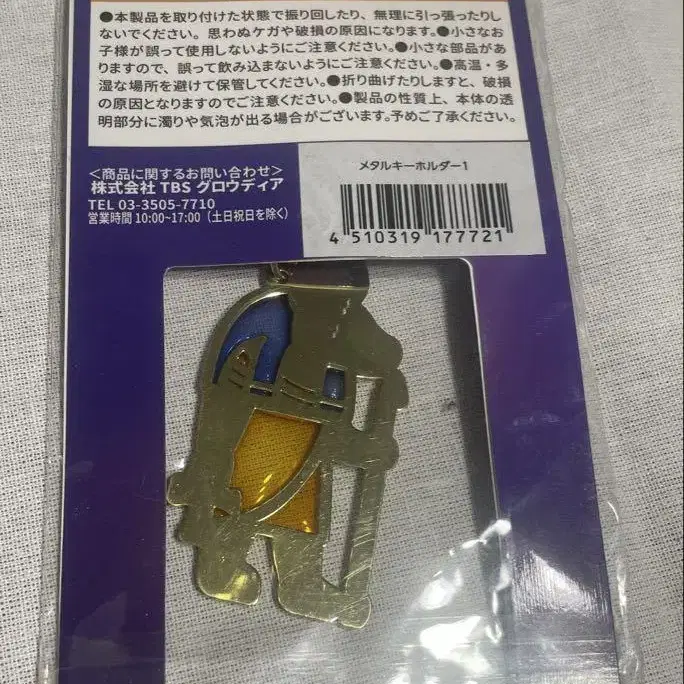 ●本製品を取り付けた状態で振り回したり、無理に引っ張ったりし
ないでください。思わぬケガや破損の原因になります。●小さなお
子様が誤って使用しないようにご注意ください。●小さな部品があ
りますので、誤って飲み込まないようにご注意ください。●高温・多
湿な場所を避けて保管してください。●折り曲げたりしますと、破損
の原因となりますのでご注意ください。●製品の性質上、本体の透
明部分に濁りや気泡が出る場合がございます。予めご了承ください。
＜商品に関するお問い合わせ＞
株式会社 TBS グロウディア
TEL 03-3505-7710
営業時間 10:00~17:00（土日祝日を除く）
メタルキーホルダー1
4 510319 177721